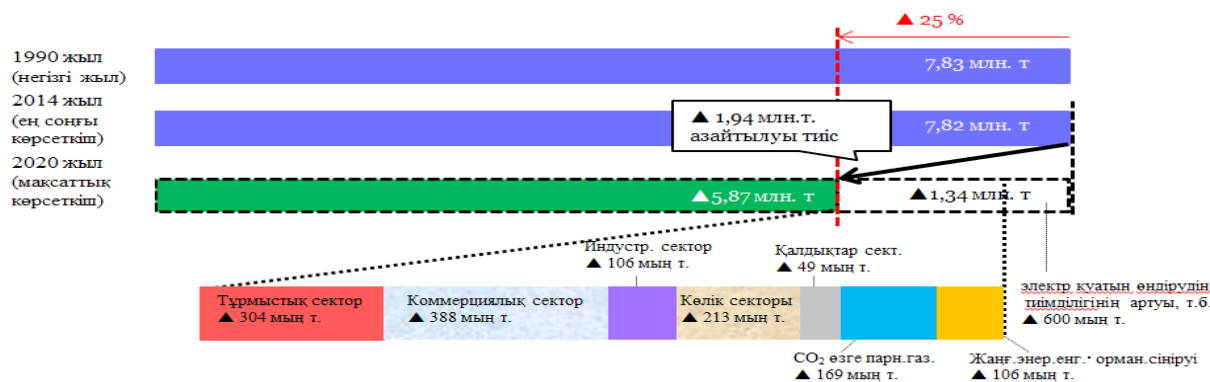 ▲ 25 %
1990 жыл
(негізгі жыл)
7,83 млн. т
2014 жыл
(ең соңғы
көрсеткіш)
▲ 1,94 млн.т.
азайтылуы тиіс
7,82 млн. т
2020 жыл
(мақсаттық
көрсеткіш)
▲5,87 млн. т
▲1,34 млн. т
Индустр. сектор
▲ 106 мың т.
Қалдықтар сект.
▲ 49 мың т.
Тұрмыстық сектор
▲ 304 мың т.
Коммерциялық сектор
▲ 388 мың т.
Көлік секторы
▲ 213 мың т.
электр қуатын өндірудің
тиімділігінің артуы, т.б.
▲ 600 мың т.
СО₂ өзге парн.газ.
▲ 169 мың т.
Жаңғ.энер.енг.· орман.сіңіруі
▲ 106 мың т.